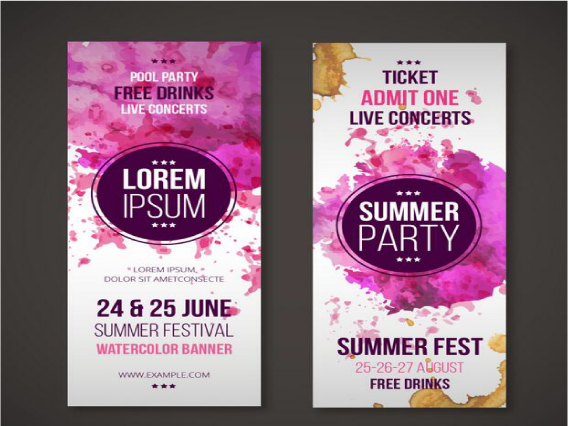 POOL PARTY
FREE DRINKS
LIVE CONCERTS
LOREM
IPSUM
LOREM IPSUM,
DOLOR SIT AMETCONSECTE
24 & 25 JUNE
SUMMER FESTIVAL
WATERCOLOR BANNER
WWW.EXAMPLE.COM
TICKET
ADMIT ONE
LIVE CONCERTS
SUMMER
PARTY
SUMMER FEST
25-26-27 AUGUST
FREE DRINKS